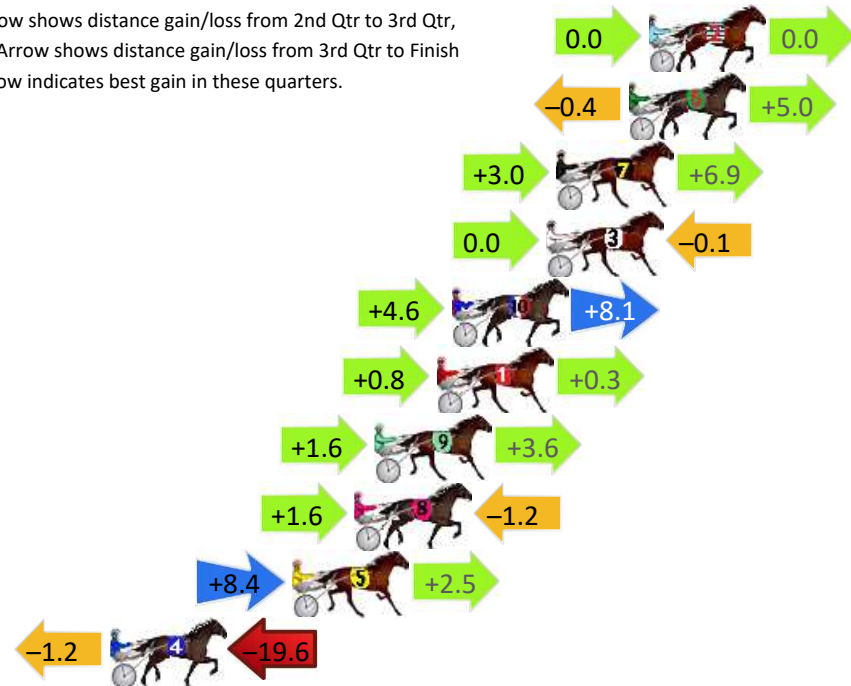 ow shows distance gain/loss from 2nd Qtr to 3rd Qtr,
Arrow shows distance gain/loss from 3rd Qtr to Finish
ow indicates best gain in these quarters.
0.0 2 0.0
–0.4 6 +5.0
+3.0 7 +6.9
0.0 3 –0.1
+4.6 10 +8.1
+0.8 1 +0.3
+1.6 9 +3.6
+1.6 8 –1.2
+8.4 5 +2.5
–1.2 4 –19.6